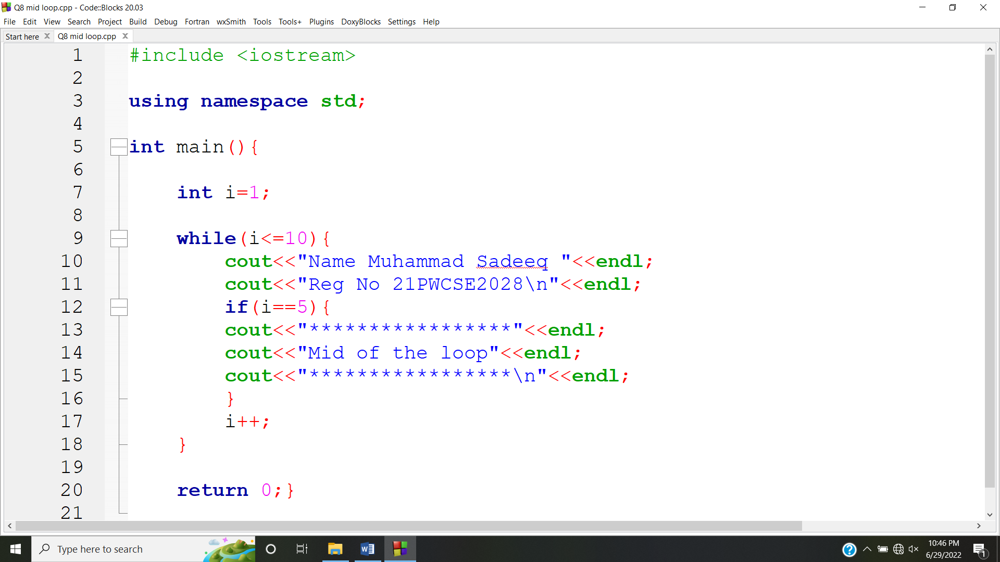 Q8 mid loop.cpp - Code::Blocks 20.03
File Edit View Search Project Build Debug Fortran wxSmith Tools Tools+ Plugins DoxyBlocks Settings Help
Start here Q8 mid loop.cpp
1 #include <iostream>
2
3 using namespace std;
4
5 int main(){
6
7 int i=1;
8
9 while(i<=10){
10 cout<<"Name Muhammad Sadeeq "<<endl;
11 cout<<"Reg No 21PWCSE2028\n"<<endl;
12 if(i==5){
13 cout<<"*****************"<<endl;
14 cout<<"Mid of the loop"<<endl;
15 cout<<"*****************\n"<<endl;
16 }
17 i++;
18 }
19
20 return 0;}
21
Type here to search
10:46 PM
6/29/2022
1